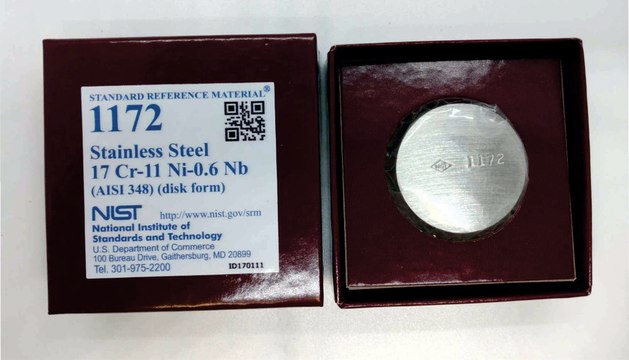 STANDARD REFERENCE MATERIAL®
1172
Stainless Steel
17 Cr-11 Ni-0.6 Nb
(AISI 348) (disk form)
NIST http://www.nist.gov/srm
National Institute of
Standards and Technology
U.S. Department of Commerce
100 Bureau Drive, Gaithersburg, MD 20899
Tel. 301-975-2200 ID170111
1172